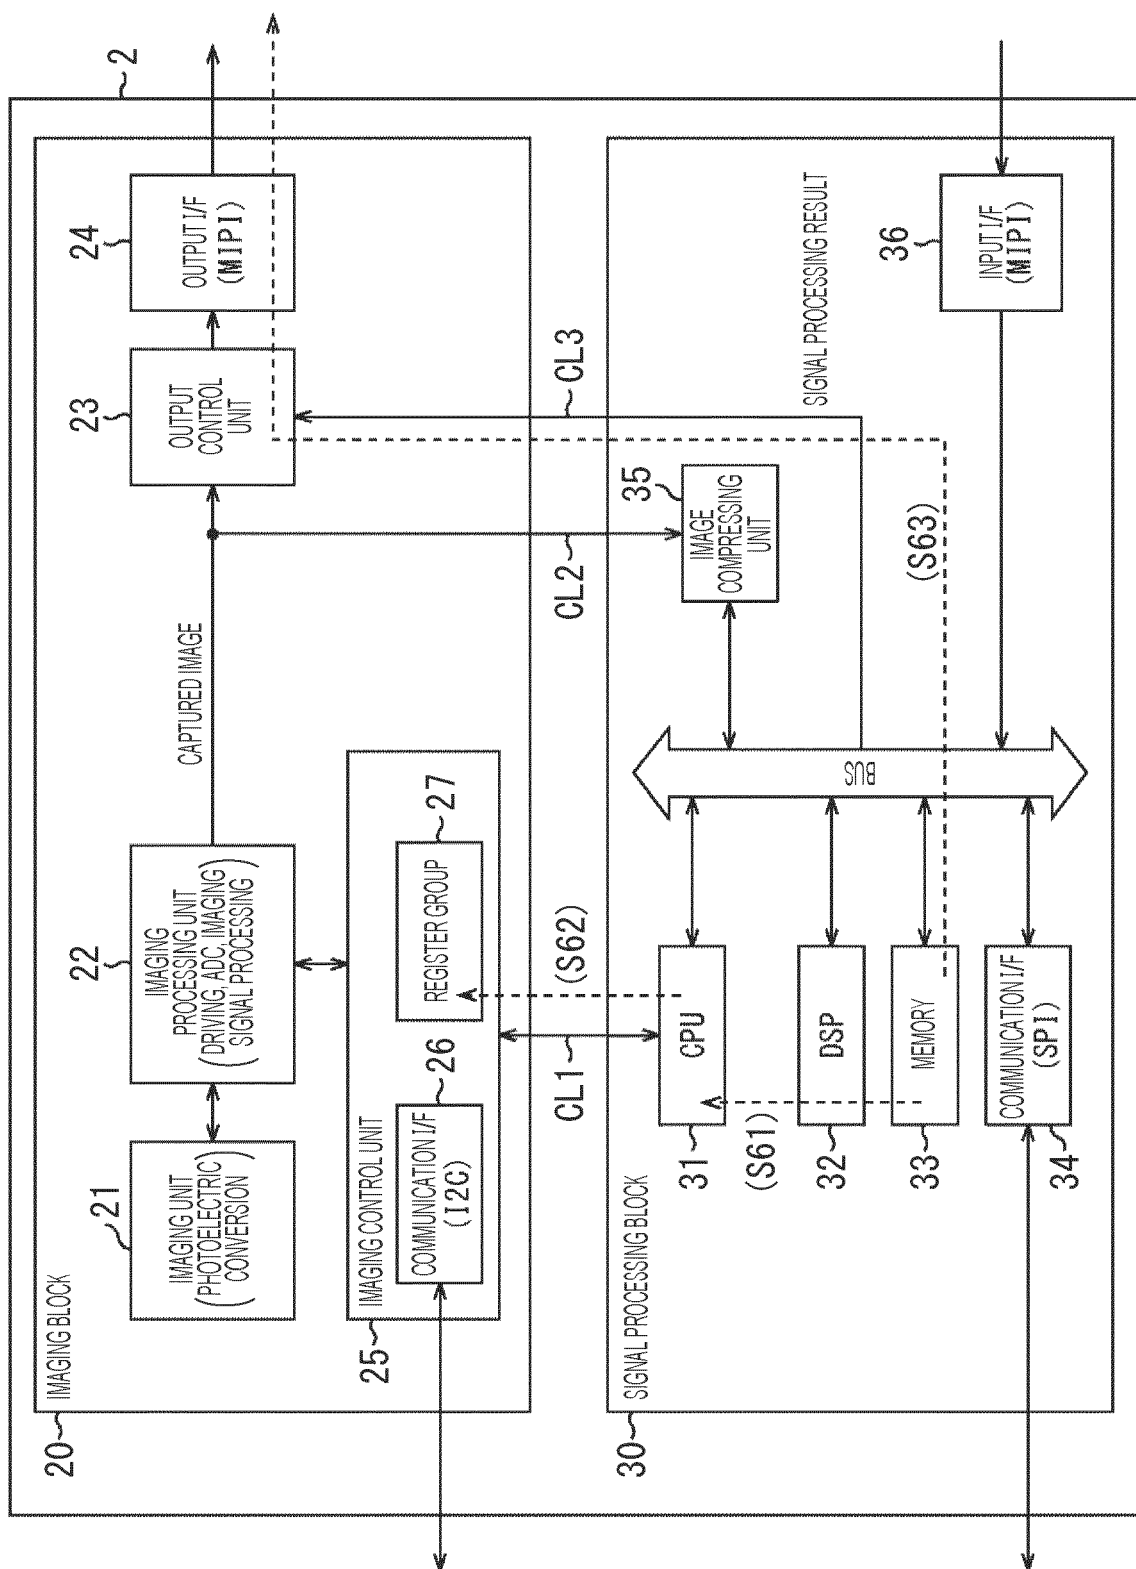 2
20
IMAGING BLOCK
21
IMAGING UNIT
(PHOTOELECTRIC
CONVERSION)
22
IMAGING
PROCESSING UNIT
(DRIVING, ADC, IMAGING
SIGNAL PROCESSING)
CAPTURED IMAGE
23
OUTPUT
CONTROL
UNIT
24
OUTPUT I/F
(MIPI)
25
IMAGING CONTROL UNIT
26
COMMUNICATION I/F
(I2C)
27
REGISTER GROUP
CL1
(S62)
CL2
CL3
30
SIGNAL PROCESSING BLOCK
31
CPU
(S61)
32
DSP
33
MEMORY
34
COMMUNICATION I/F
(SPI)
BUS
35
IMAGE
COMPRESSING
UNIT
(S63)
SIGNAL PROCESSING RESULT
36
INPUT I/F
(MIPI)